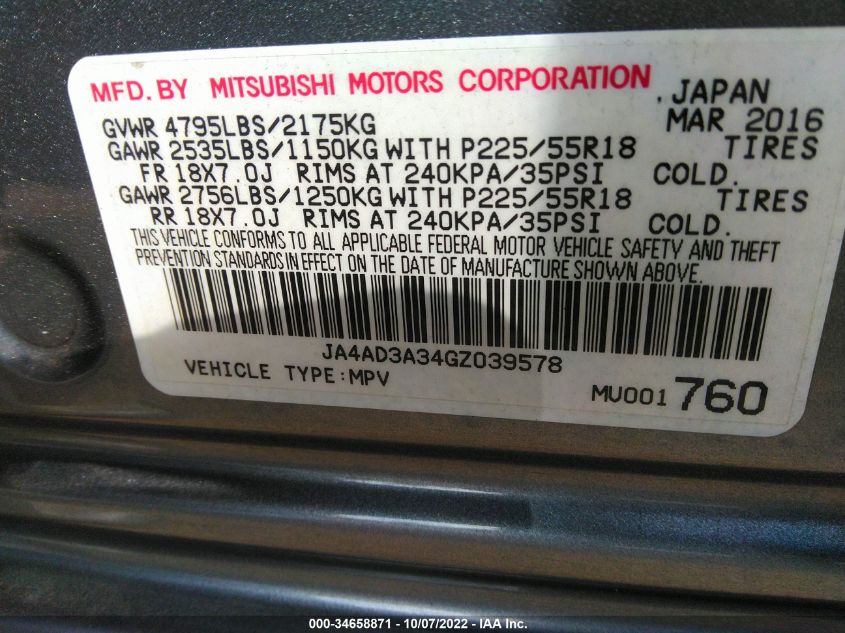 MFD. BY MITSUBISHI MOTORS CORPORATION , JAPAN
GVWR 4795LBS/2175KG MAR 2016
GAWR 2535LBS/1150KG WITH P225/55R18 TIRES
FR 18X7.0J RIMS AT 240KPA/35PSI COLD.
GAWR 2756LBS/1250KG WITH P225/55R18 TIRES
RR 18X7.0J RIMS AT 240KPA/35PSI COLD.
THIS VEHICLE CONFORMS TO ALL APPLICABLE FEDERAL MOTOR VEHICLE SAFETY AND THEFT
PREVENTION STANDARDS IN EFFECT ON THE DATE OF MANUFACTURE SHOWN ABOVE.
JA4AD3A34GZ039578
VEHICLE TYPE:MPV MU001 760
000-34658871 - 10/07/2022 - IAA Inc.